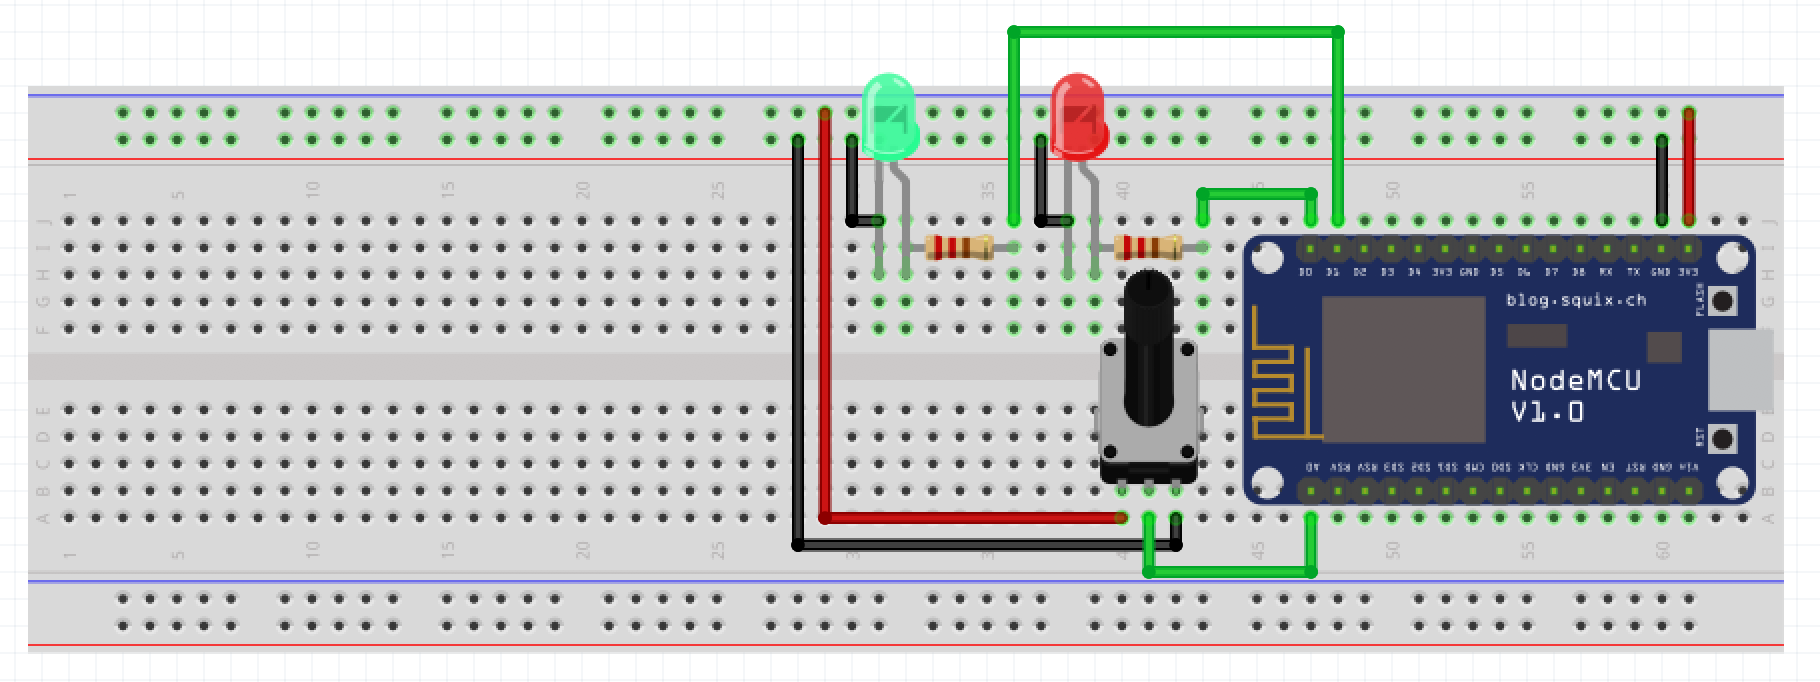 1 5 10 15 20 25 35 40 50 55
J J
I I
H H
G G
F
D0 D1 D2 D3 D4 3V3 GND D5 D6 D7 D8 RX TX GND 3V3
FLASH
blog.squix.ch
NodeMCU
V1.0
RST
E
D D
C C
B B
A A
A0 RSV RSV SD3 SD2 SD1 CMD SD0 CLK GND 3V3 EN RST GND Vin
1 5 10 15 20 25 45 50 55 60